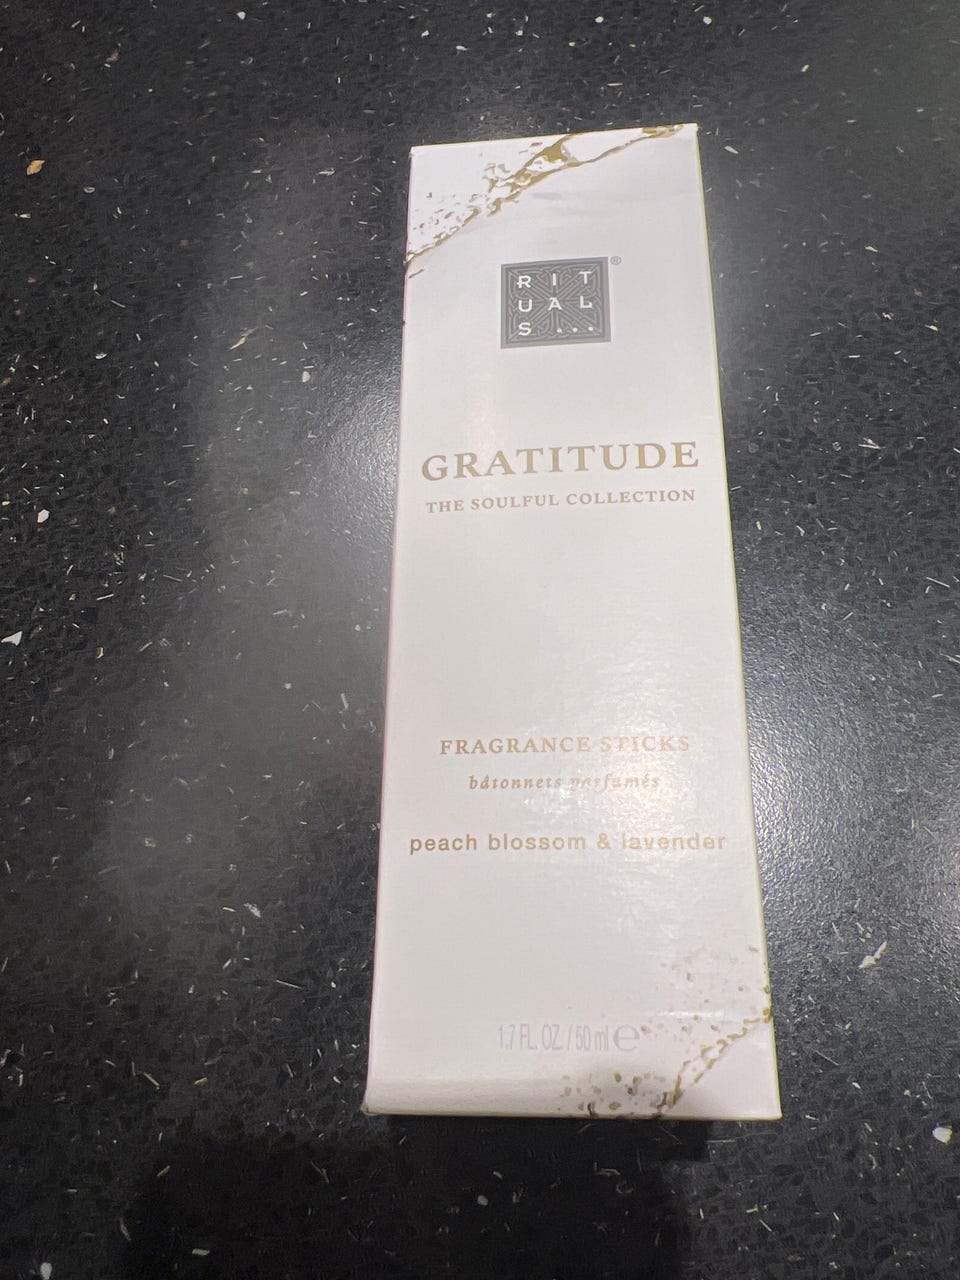 RIT
UAL
S...
®
GRATITUDE
THE SOULFUL COLLECTION
FRAGRANCE STICKS
bâtonnets parfumés
peach blossom & lavender
1.7 FL. OZ. / 50 ml ℮